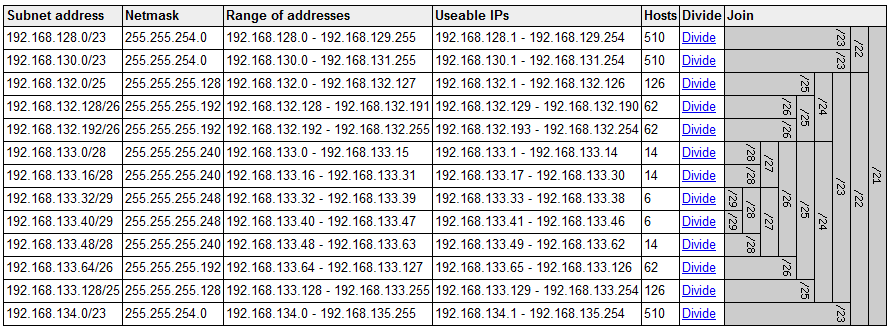 Subnet address Netmask Range of addresses Useable IPs Hosts Divide Join
192.168.128.0/23 255.255.254.0 192.168.128.0 - 192.168.129.255 192.168.128.1 - 192.168.129.254 510 Divide /23 /22 /21
192.168.130.0/23 255.255.254.0 192.168.130.0 - 192.168.131.255 192.168.130.1 - 192.168.131.254 510 Divide /23
192.168.132.0/25 255.255.255.128 192.168.132.0 - 192.168.132.127 192.168.132.1 - 192.168.132.126 126 Divide /25 /24 /23 /22
192.168.132.128/26 255.255.255.192 192.168.132.128 - 192.168.132.191 192.168.132.129 - 192.168.132.190 62 Divide /26 /25
192.168.132.192/26 255.255.255.192 192.168.132.192 - 192.168.132.255 192.168.132.193 - 192.168.132.254 62 Divide /26
192.168.133.0/28 255.255.255.240 192.168.133.0 - 192.168.133.15 192.168.133.1 - 192.168.133.14 14 Divide /28 /27 /26 /25 /24
192.168.133.16/28 255.255.255.240 192.168.133.16 - 192.168.133.31 192.168.133.17 - 192.168.133.30 14 Divide /28
192.168.133.32/29 255.255.255.248 192.168.133.32 - 192.168.133.39 192.168.133.33 - 192.168.133.38 6 Divide /29 /28 /27
192.168.133.40/29 255.255.255.248 192.168.133.40 - 192.168.133.47 192.168.133.41 - 192.168.133.46 6 Divide /29
192.168.133.48/28 255.255.255.240 192.168.133.48 - 192.168.133.63 192.168.133.49 - 192.168.133.62 14 Divide /28
192.168.133.64/26 255.255.255.192 192.168.133.64 - 192.168.133.127 192.168.133.65 - 192.168.133.126 62 Divide /26
192.168.133.128/25 255.255.255.128 192.168.133.128 - 192.168.133.255 192.168.133.129 - 192.168.133.254 126 Divide /25
192.168.134.0/23 255.255.254.0 192.168.134.0 - 192.168.135.255 192.168.134.1 - 192.168.135.254 510 Divide /23